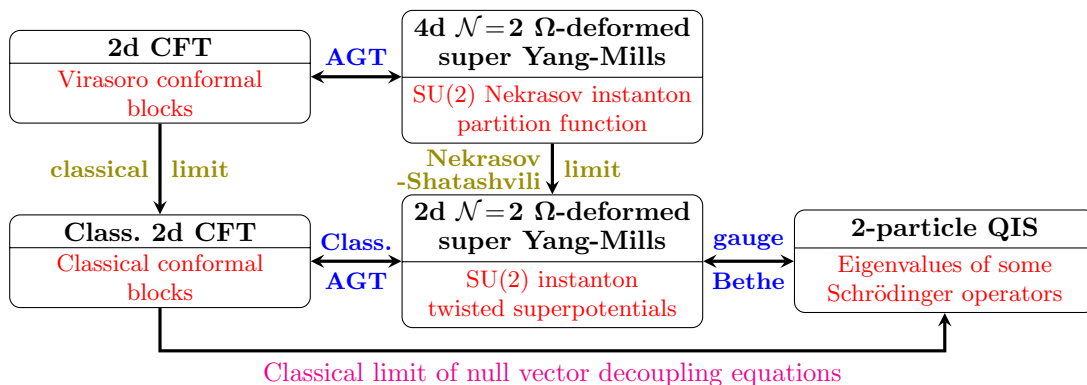 2d CFT
Virasoro conformal
blocks
AGT
4d 𝒩=2 Ω-deformed
super Yang-Mills
SU(2) Nekrasov instanton
partition function
classical limit
Nekrasov
-Shatashvili
limit
Class. 2d CFT
Classical conformal
blocks
Class.
AGT
2d 𝒩=2 Ω-deformed
super Yang-Mills
SU(2) instanton
twisted superpotentials
gauge
Bethe
2-particle QIS
Eigenvalues of some
Schrödinger operators
Classical limit of null vector decoupling equations